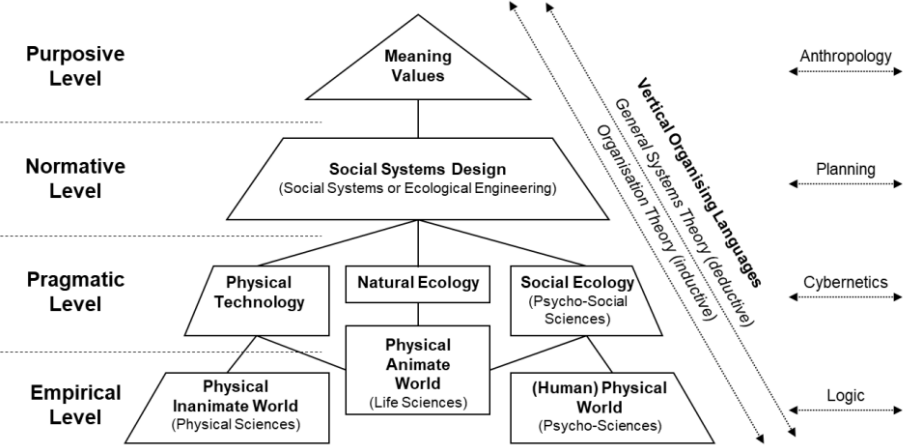 Purposive
Level
Meaning
Values
Anthropology
Normative
Level
Social Systems Design
(Social Systems or Ecological Engineering)
Planning
Vertical Organising Languages
General Systems Theory (deductive)
Organisation Theory (inductive)
Pragmatic
Level
Physical
Technology
Natural Ecology
Social Ecology
(Psycho-Social
Sciences)
Cybernetics
Empirical
Level
Physical
Inanimate World
(Physical Sciences)
Physical
Animate
World
(Life Sciences)
(Human) Physical
World
(Psycho-Sciences)
Logic